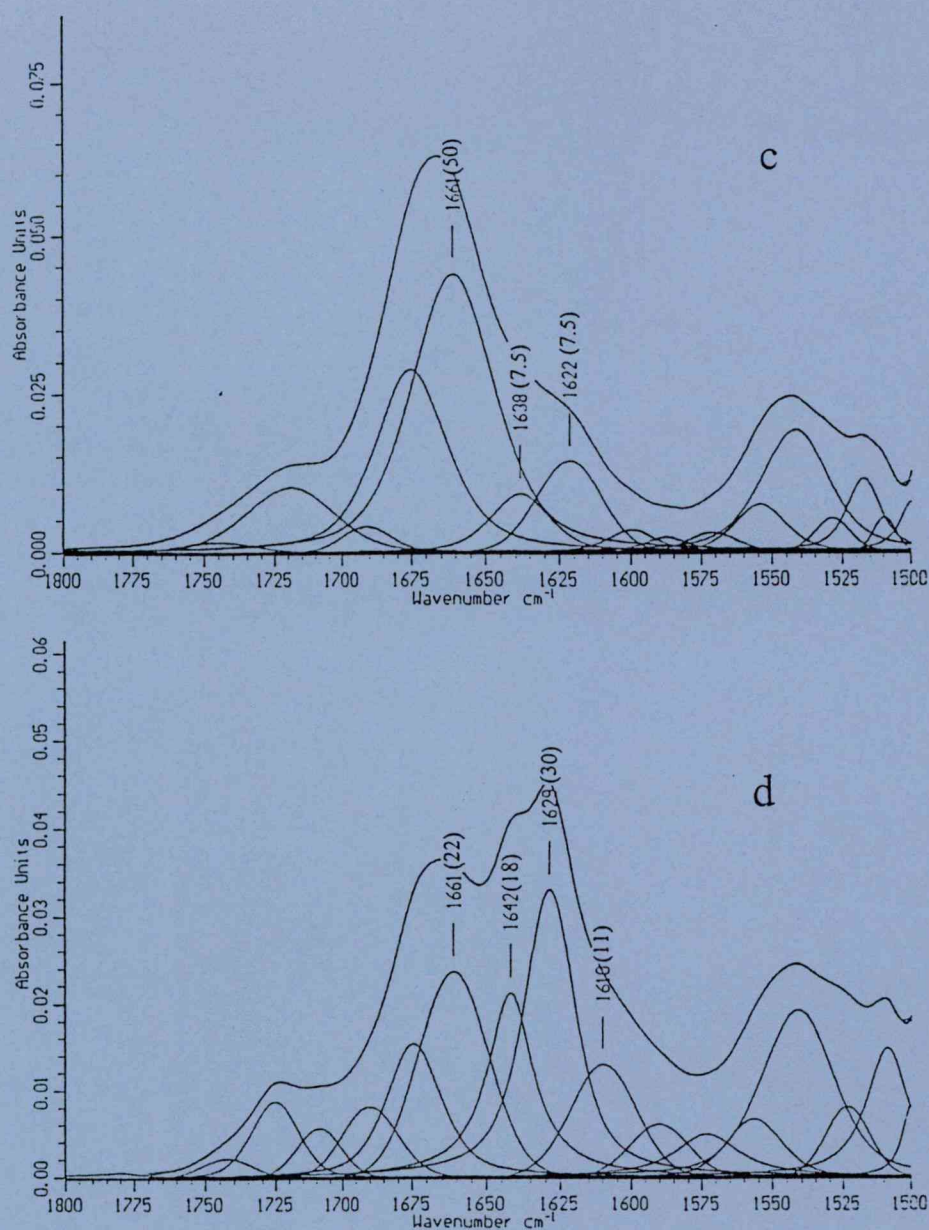 c
Absorbance Units
0.075
0.050
0.025
0.000
1661 (50)
1638 (7.5)
1622 (7.5)
1800 1775 1750 1725 1700 1675 1650 1625 1600 1575 1550 1525 1500
Wavenumber cm⁻¹
d
Absorbance Units
0.06
0.05
0.04
0.03
0.02
0.01
0.00
1661 (22)
1642 (18)
1629 (30)
1610 (11)
1800 1775 1750 1725 1700 1675 1650 1625 1600 1575 1550 1525 1500
Wavenumber cm⁻¹